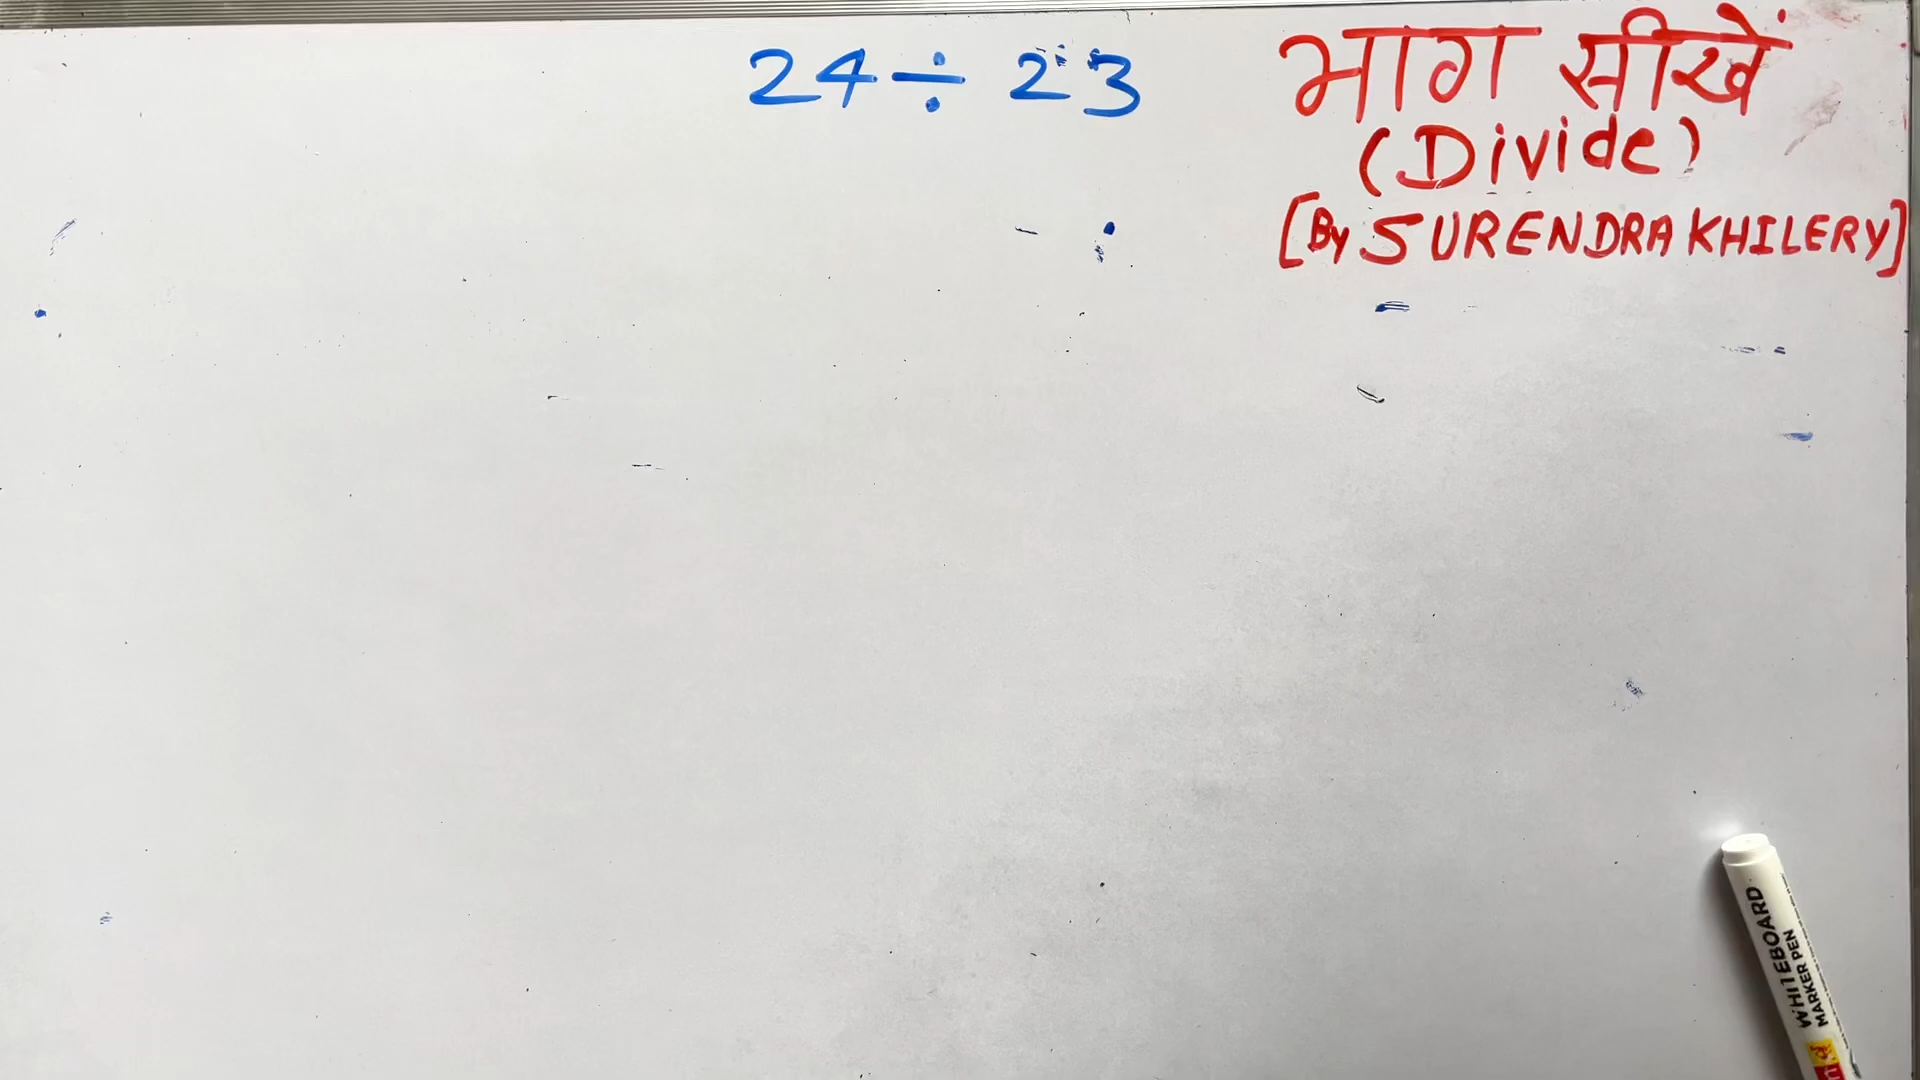 24 ÷ 23
भाग सीखें
(Divide)
[By SURENDRA KHILERY]
WHITEBOARD
MARKER PEN